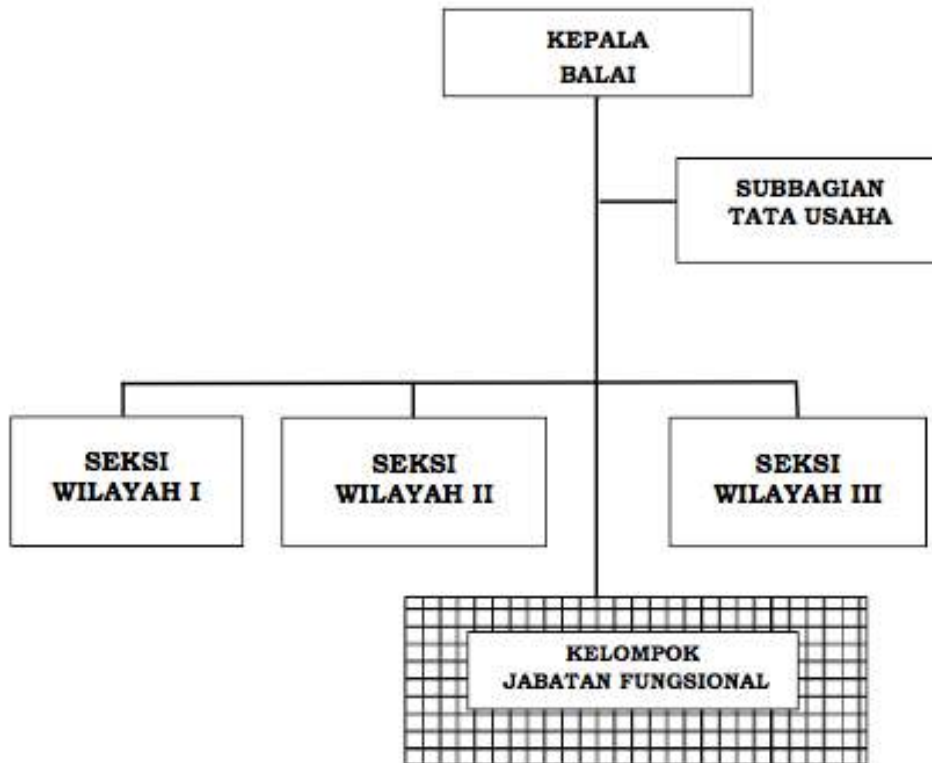 KEPALA
BALAI
SUBBAGIAN
TATA USAHA
SEKSI
WILAYAH I
SEKSI
WILAYAH II
SEKSI
WILAYAH III
KELOMPOK
JABATAN FUNGSIONAL